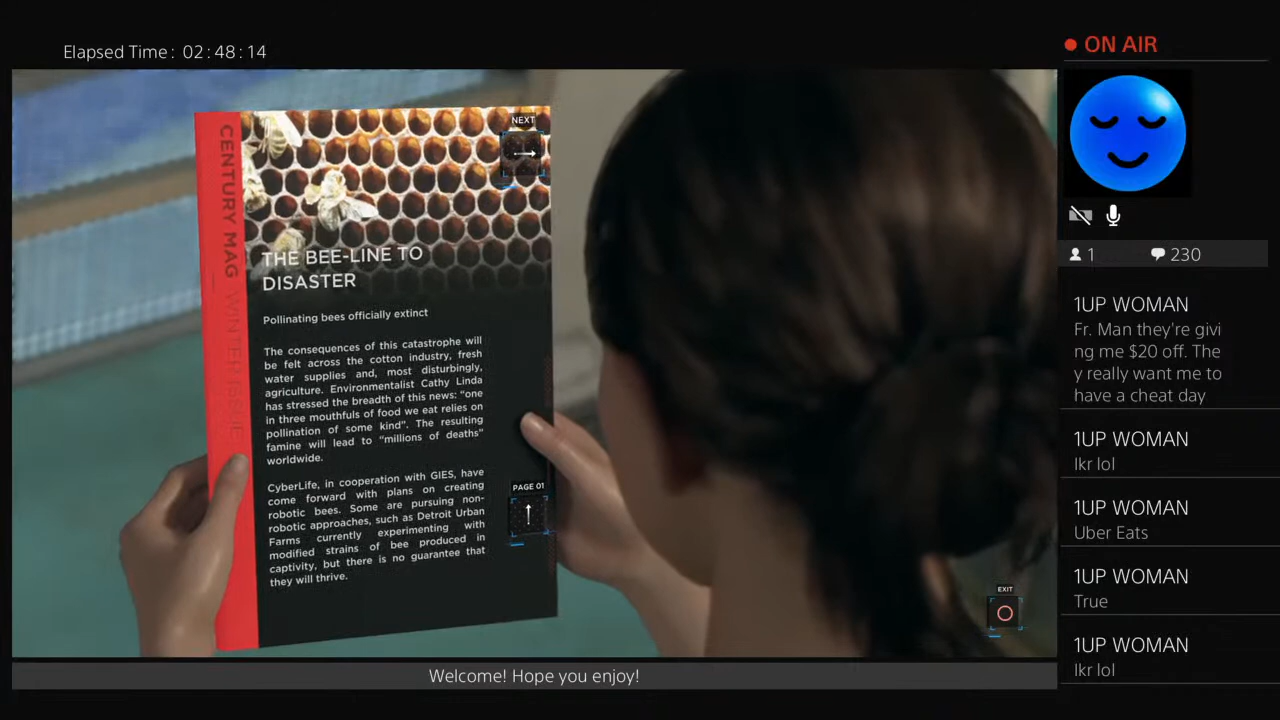 Elapsed Time: 02:48:14
ON AIR
CENTURY MAG WINTER ISSUE
NEXT
THE BEE-LINE TO
DISASTER
Pollinating bees officially extinct
The consequences of this catastrophe will
be felt across the cotton industry, fresh
water supplies and, most disturbingly,
agriculture. Environmentalist Cathy Linda
has stressed the breadth of this news: "one
in three mouthfuls of food we eat relies on
pollination of some kind". The resulting
famine will lead to "millions of deaths"
worldwide.
CyberLife, in cooperation with GIES, have
come forward with plans on creating
robotic bees. Some are pursuing non-
robotic approaches, such as Detroit Urban
Farms currently experimenting with
modified strains of bee produced in
captivity, but there is no guarantee that
they will thrive.
PAGE 01
EXIT
Welcome! Hope you enjoy!
1
230
1UP WOMAN
Fr. Man they're givi
ng me $20 off. The
y really want me to
have a cheat day
1UP WOMAN
Ikr lol
1UP WOMAN
Uber Eats
1UP WOMAN
True
1UP WOMAN
Ikr lol